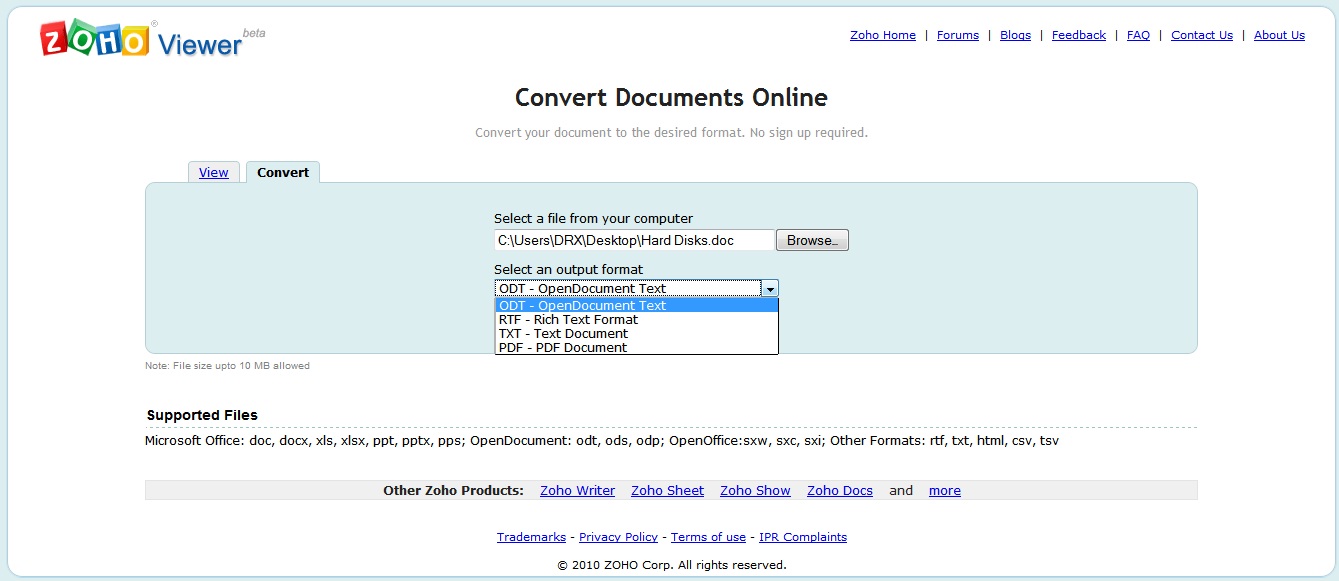 ZOHO® Viewer beta
Zoho Home | Forums | Blogs | Feedback | FAQ | Contact Us | About Us
Convert Documents Online
Convert your document to the desired format. No sign up required.
View Convert
Select a file from your computer
C:\Users\DRX\Desktop\Hard Disks.doc Browse...
Select an output format
ODT - OpenDocument Text
ODT - OpenDocument Text
RTF - Rich Text Format
TXT - Text Document
PDF - PDF Document
Note: File size upto 10 MB allowed
Supported Files
Microsoft Office: doc, docx, xls, xlsx, ppt, pptx, pps; OpenDocument: odt, ods, odp; OpenOffice:sxw, sxc, sxi; Other Formats: rtf, txt, html, csv, tsv
Other Zoho Products: Zoho Writer Zoho Sheet Zoho Show Zoho Docs and more
Trademarks - Privacy Policy - Terms of use - IPR Complaints
© 2010 ZOHO Corp. All rights reserved.